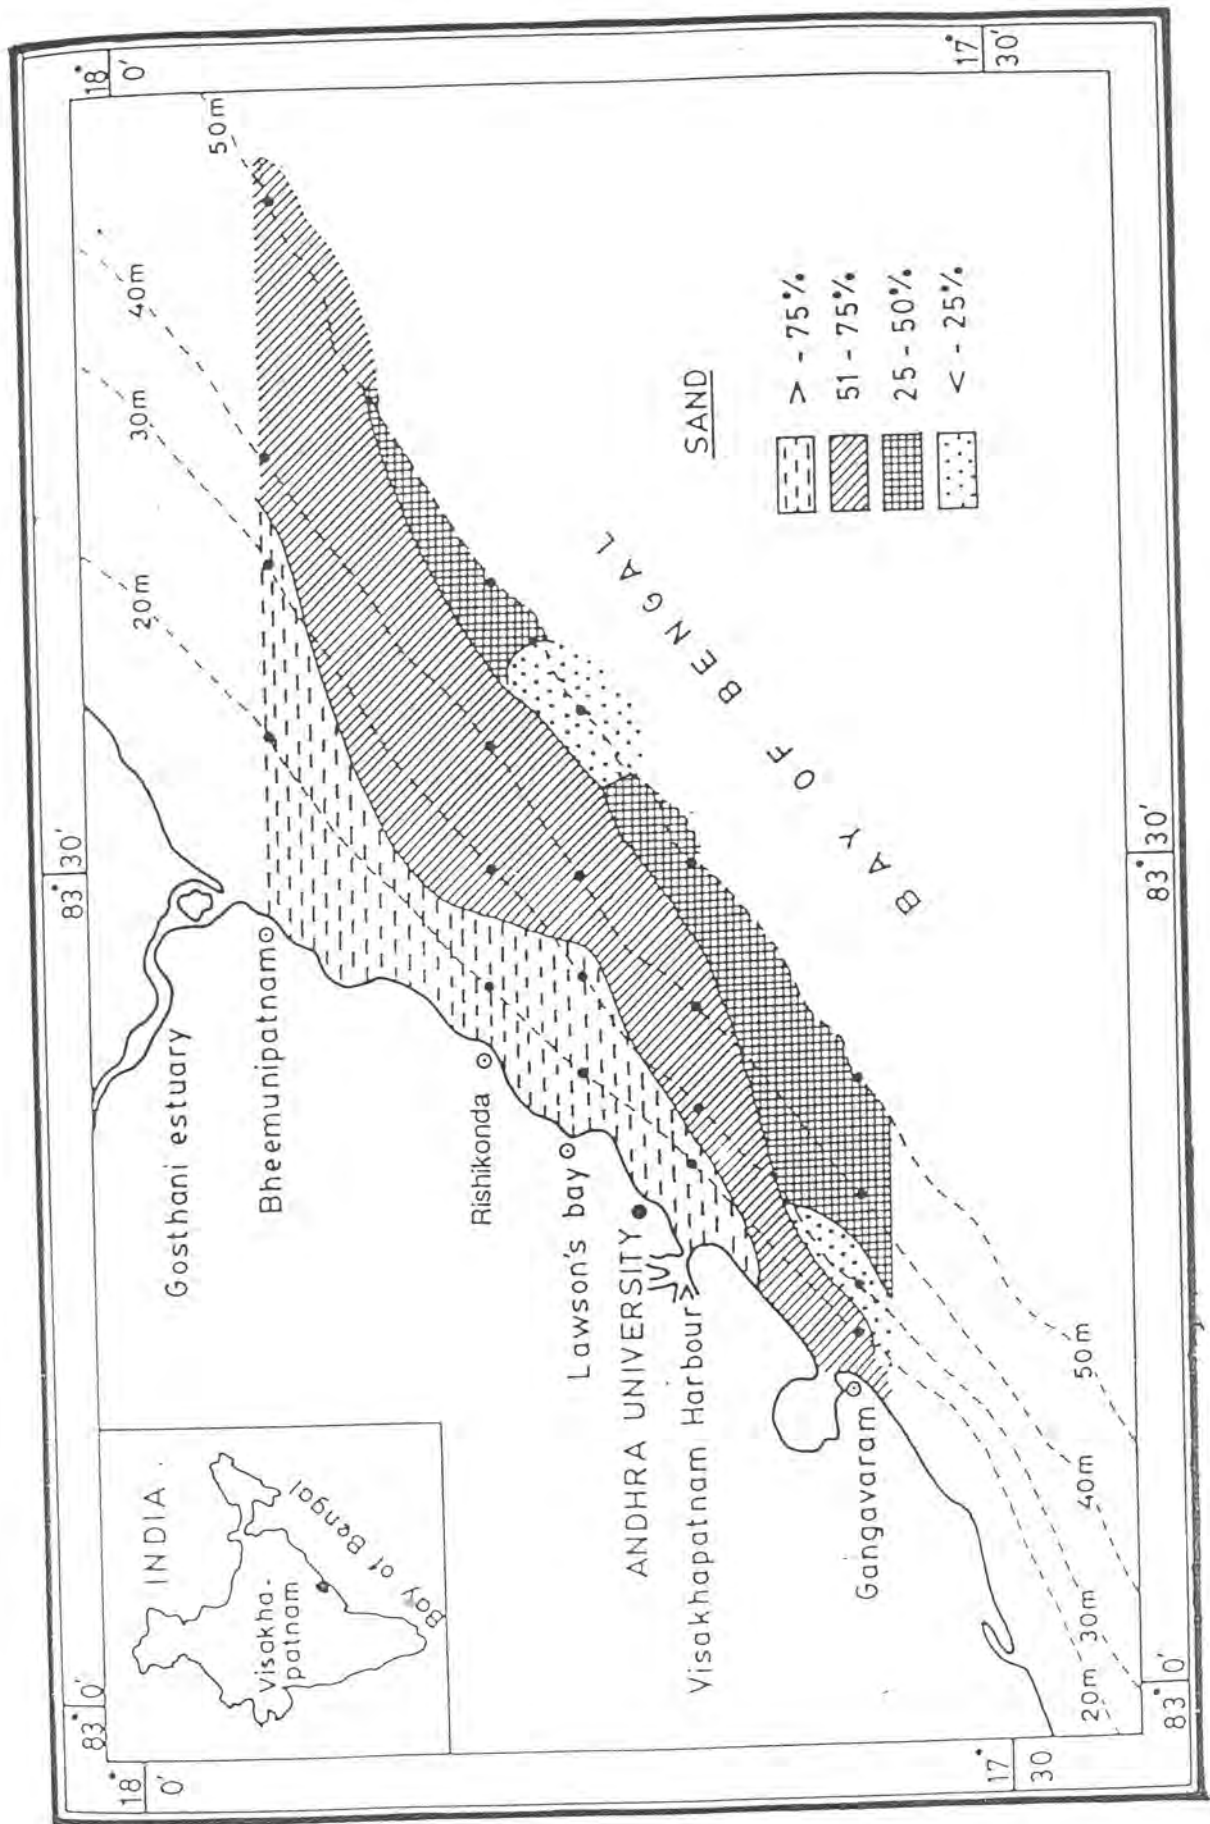 18° 0'
17° 30'
50m
40m
30m
20m
83° 30'
83° 30'
Gosthani estuary
Bheemunipatnam
Rishikonda
Lawson's bay
ANDHRA UNIVERSITY
Visakhapatnam Harbour
Gangavaram
BAY OF BENGAL
SAND
> - 75%
51 - 75%
25 - 50%
< - 25%
INDIA
Visakha-
patnam
Bay of Bengal
20m
30m
40m
50m
83° 0'
83° 0'
18° 0'
17° 30